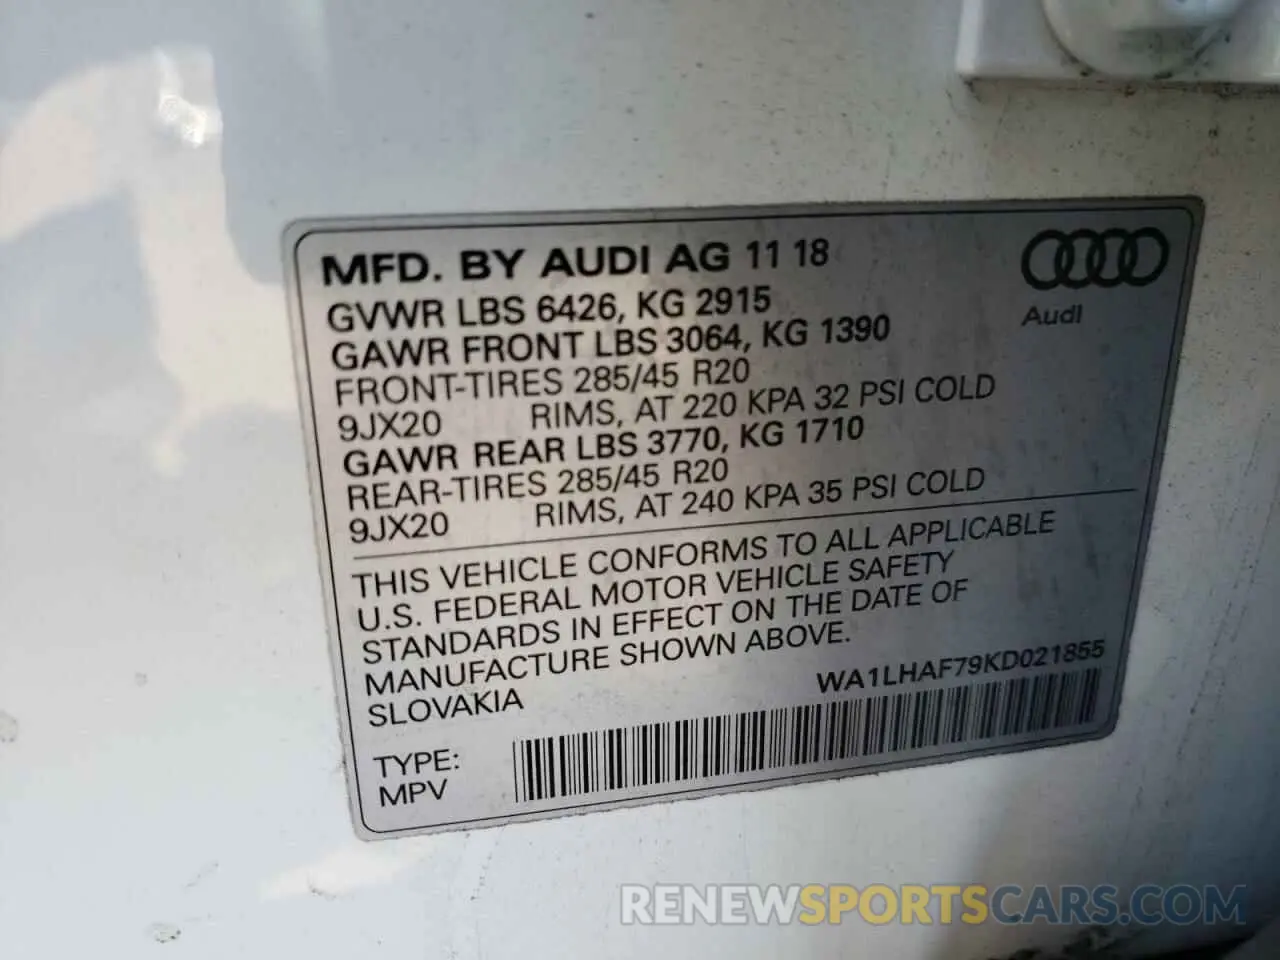 MFD. BY AUDI AG 11 18
Audi
GVWR LBS 6426, KG 2915
GAWR FRONT LBS 3064, KG 1390
FRONT-TIRES 285/45 R20
9JX20 RIMS, AT 220 KPA 32 PSI COLD
GAWR REAR LBS 3770, KG 1710
REAR-TIRES 285/45 R20
9JX20 RIMS, AT 240 KPA 35 PSI COLD
THIS VEHICLE CONFORMS TO ALL APPLICABLE
U.S. FEDERAL MOTOR VEHICLE SAFETY
STANDARDS IN EFFECT ON THE DATE OF
MANUFACTURE SHOWN ABOVE.
SLOVAKIA
WA1LHAF79KD021855
TYPE:
MPV
RENEWSPORTSCARS.COM